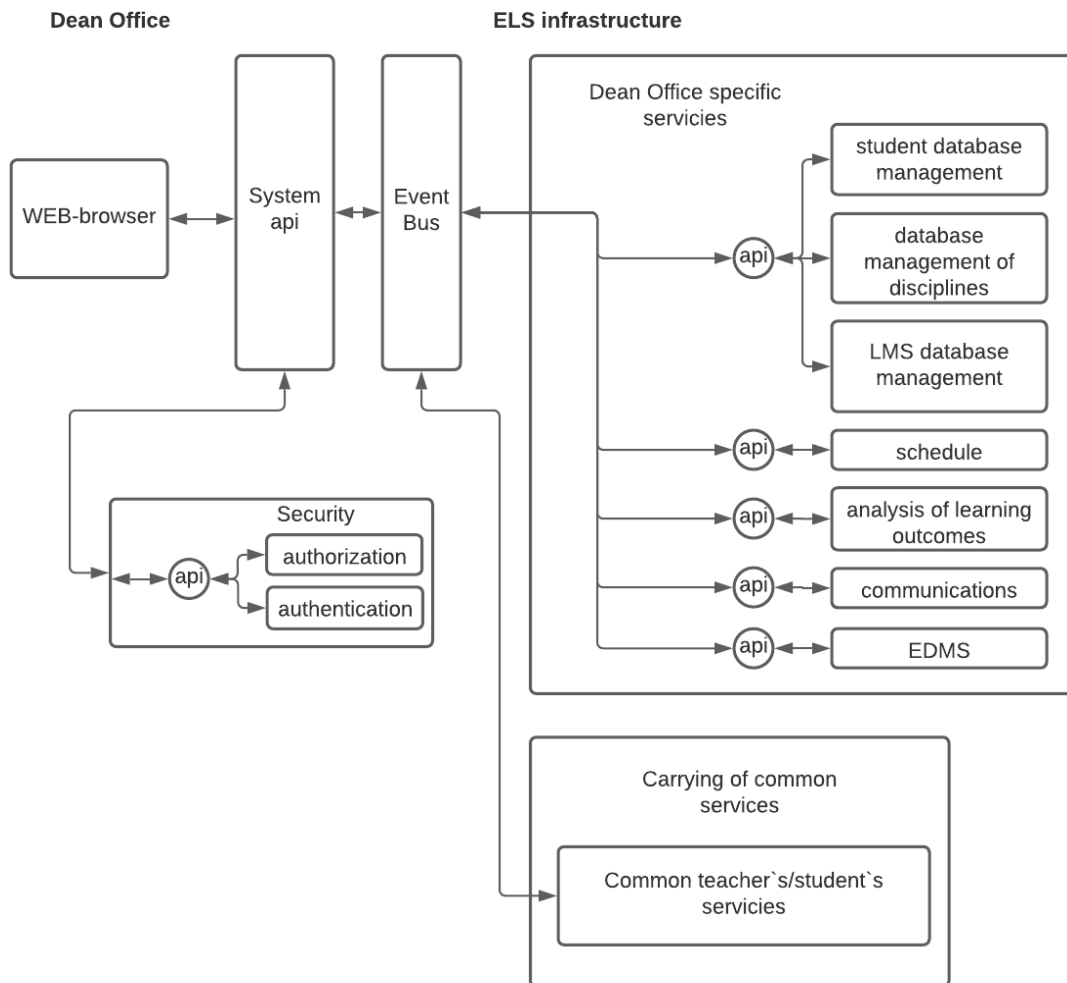 Dean Office
ELS infrastructure
WEB-browser
System
api
Event
Bus
Dean Office specific
servicies
api
student database
management
database
management of
disciplines
LMS database
management
api
schedule
api
analysis of learning
outcomes
api
communications
api
EDMS
Security
api
authorization
authentication
Carrying of common
services
Common teacher`s/student`s
servicies